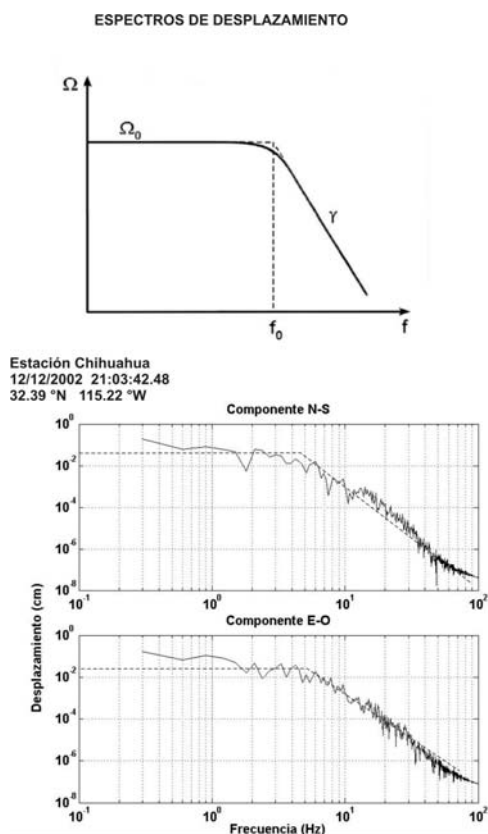 ESPECTROS DE DESPLAZAMIENTO
Ω
Ω0
γ
f0
f
Estación Chihuahua
12/12/2002 21:03:42.48
32.39 °N 115.22 °W
Componente N-S
10^0
10^-2
10^-4
10^-6
10^-8
10^-1
10^0
10^1
10^2
Componente E-O
Desplazamiento (cm)
10^0
10^-2
10^-4
10^-6
10^-8
10^-1
10^0
10^1
10^2
Frecuencia (Hz)